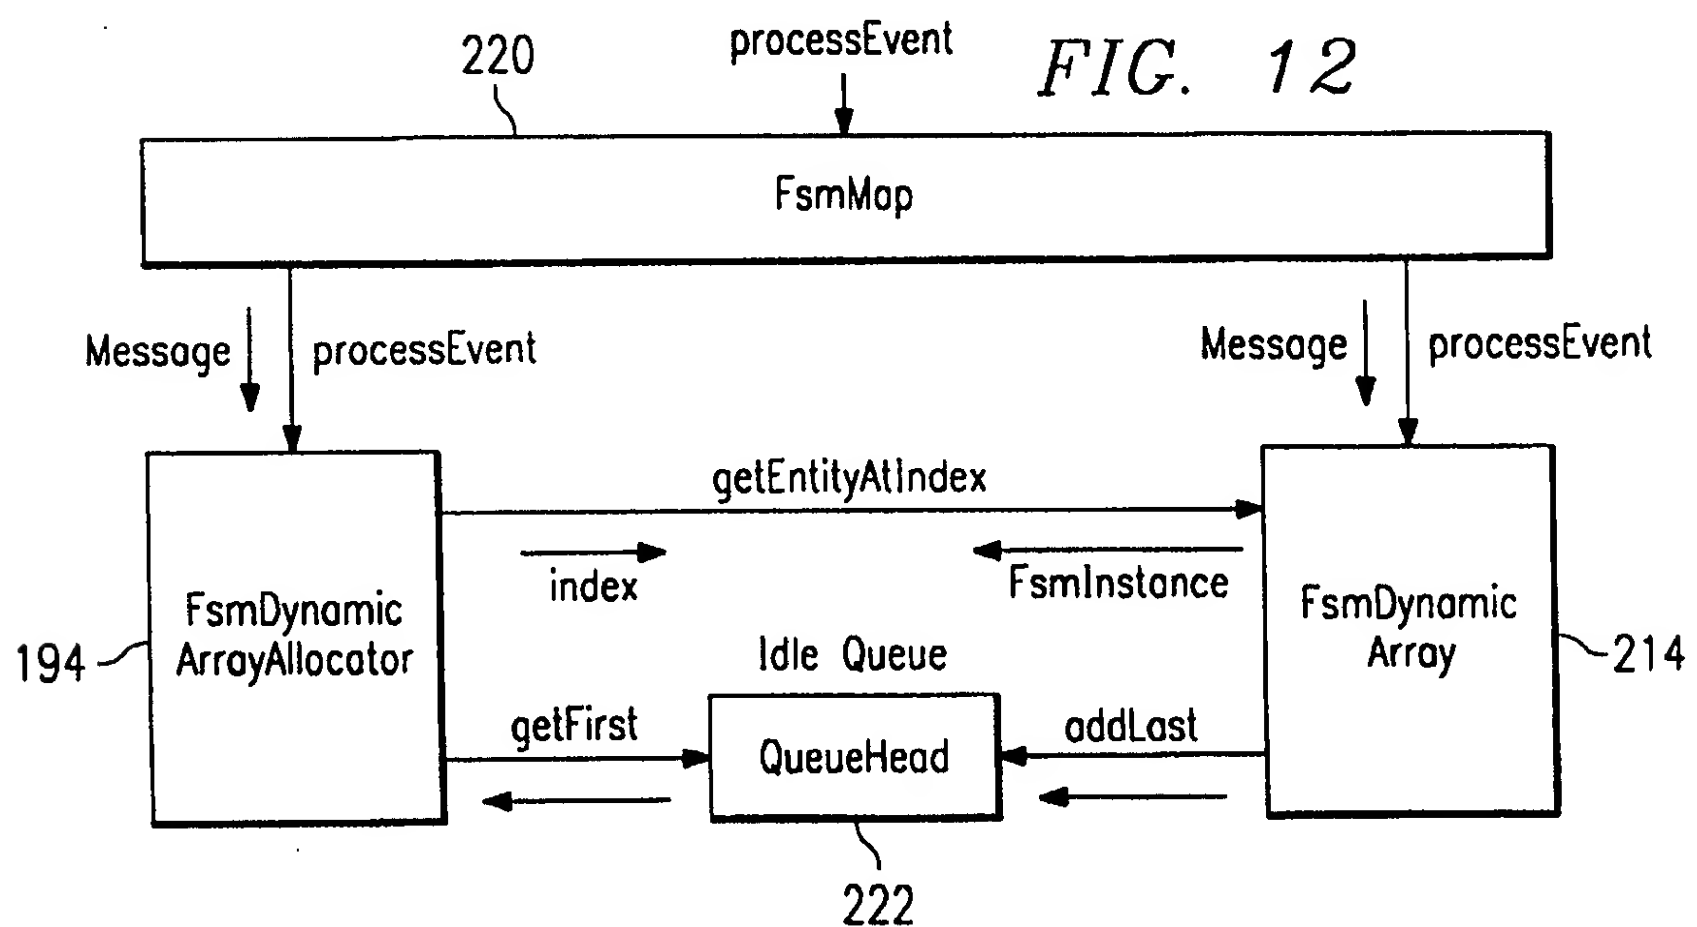 processEvent
FIG. 12
220
FsmMap
Message
processEvent
Message
processEvent
getEntityAtIndex
index
FsmInstance
FsmDynamic
ArrayAllocator
FsmDynamic
Array
194
214
Idle Queue
getFirst
QueueHead
addLast
222